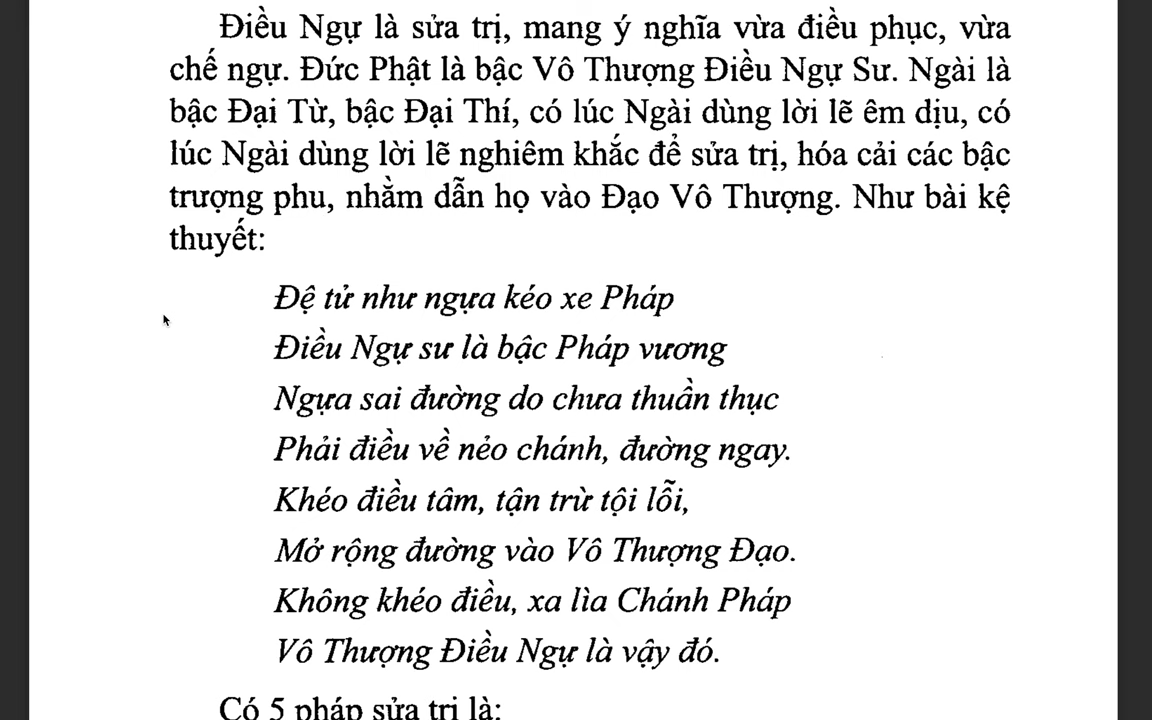 Điều Ngự là sửa trị, mang ý nghĩa vừa điều phục, vừa
chế ngự. Đức Phật là bậc Vô Thượng Điều Ngự Sư. Ngài là
bậc Đại Từ, bậc Đại Thí, có lúc Ngài dùng lời lẽ êm dịu, có
lúc Ngài dùng lời lẽ nghiêm khắc để sửa trị, hóa cải các bậc
trượng phu, nhằm dẫn họ vào Đạo Vô Thượng. Như bài kệ
thuyết:
Đệ tử như ngựa kéo xe Pháp
Điều Ngự sư là bậc Pháp vương
Ngựa sai đường do chưa thuần thục
Phải điều về nẻo chánh, đường ngay.
Khéo điều tâm, tận trừ tội lỗi,
Mở rộng đường vào Vô Thượng Đạo.
Không khéo điều, xa lìa Chánh Pháp
Vô Thượng Điều Ngự là vậy đó.
Có 5 pháp sửa trị là: